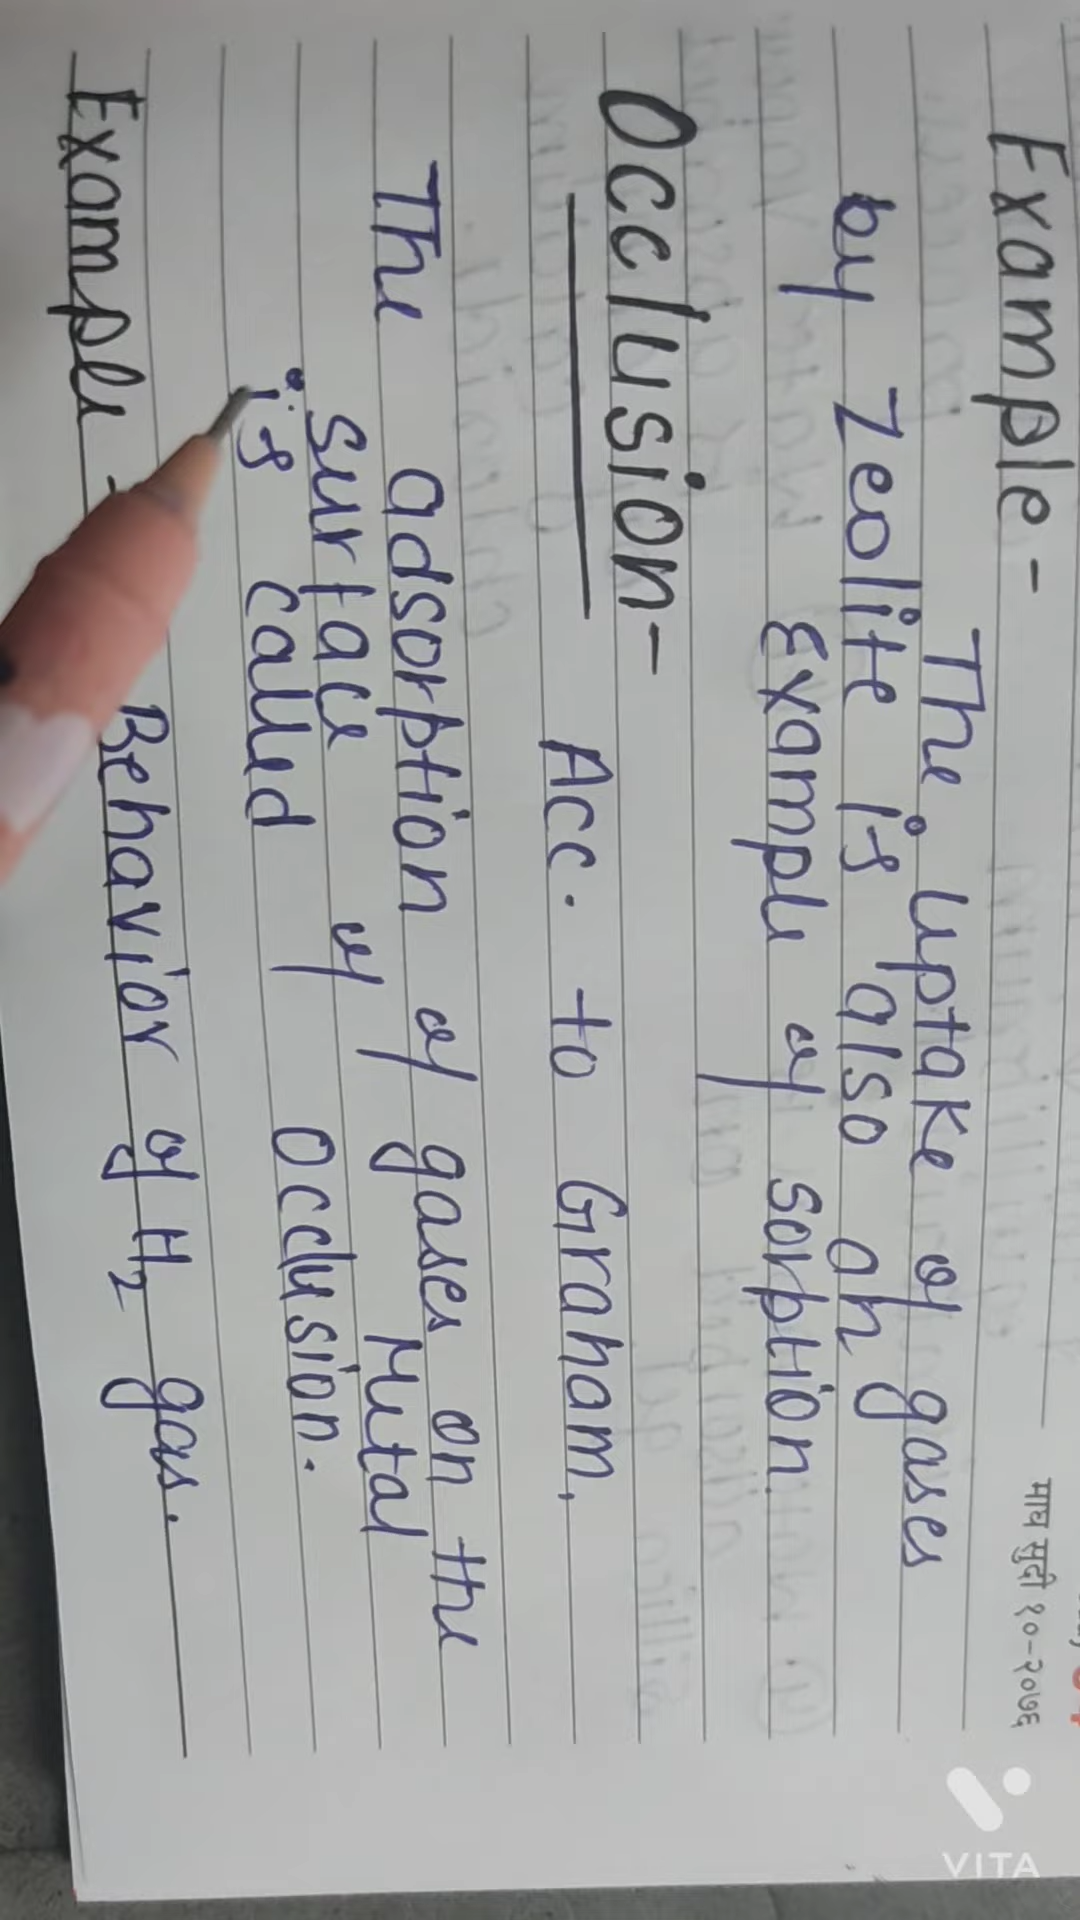 माघ सुदी १०-२०७६
Example-
The uptake of gases
by Zeolite is also an
Example of sorption.
Occlusion-
Acc. to Graham,
The adsorption of gases on the
surface of Metal
is called Occlusion.
Example - Behavior of H2 gas.
VITA